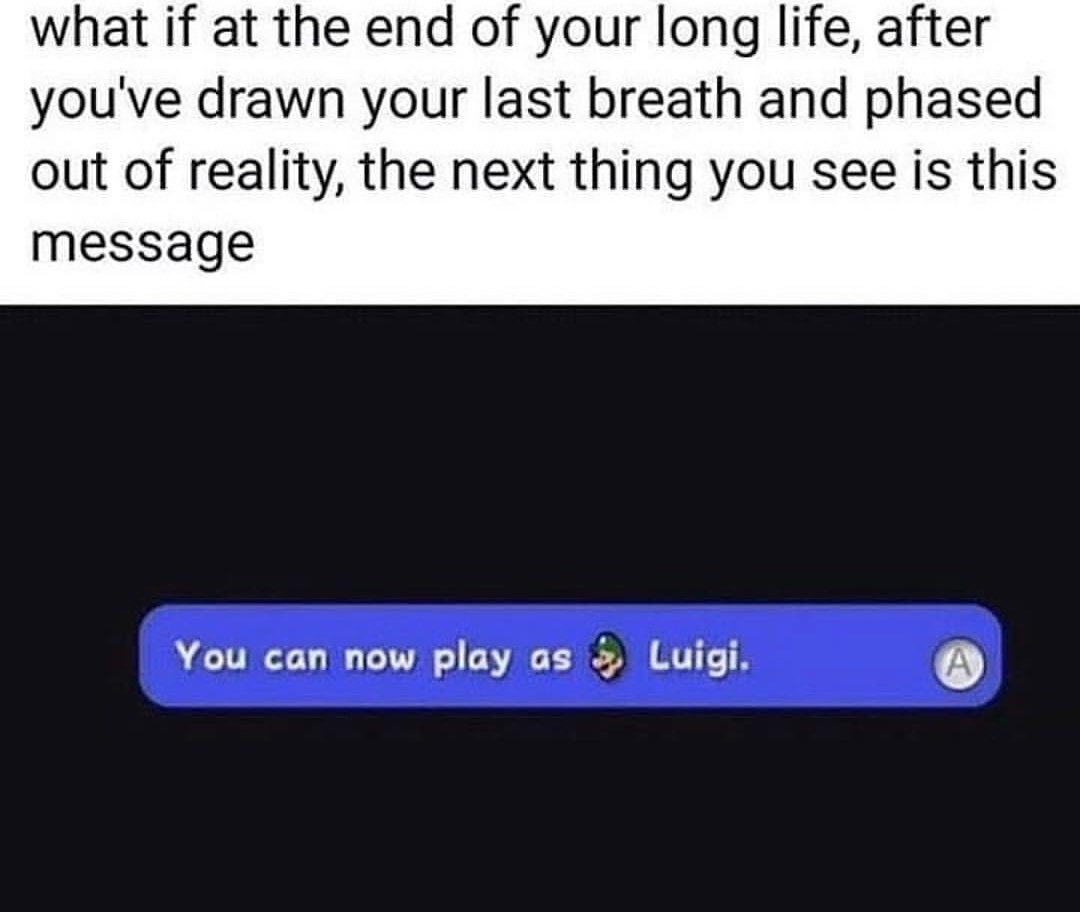 what if at the end of your long life, after
you've drawn your last breath and phased
out of reality, the next thing you see is this
message
You can now play as Luigi.
A